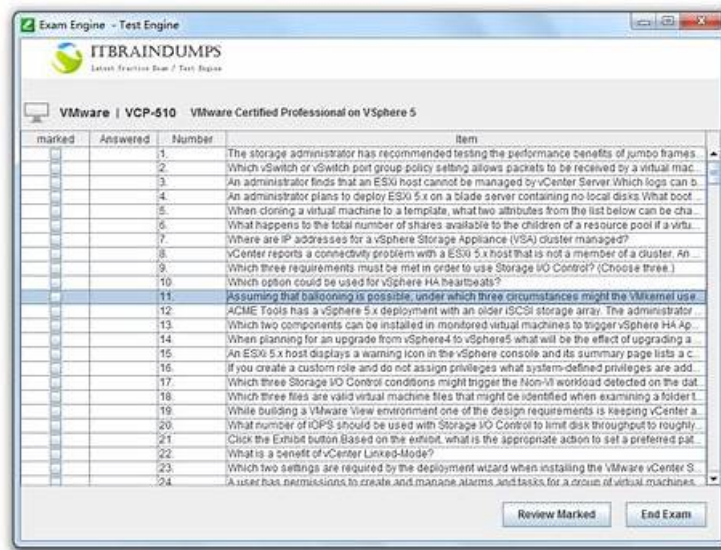 Exam Engine - Test Engine
ITBRAINDUMPS
Latest Practice Exam / Test Engine
VMware | VCP-510 VMware Certified Professional on VSphere 5
marked Answered Number Item
1. The storage administrator has recommended testing the performance benefits of jumbo frames...
2. Which vSwitch or vSwitch port group policy setting allows packets to be received by a virtual mac...
3. An administrator finds that an ESXi host cannot be managed by vCenter Server.Which logs can b...
4. An administrator plans to deploy ESXi 5.x on a blade server containing no local disks.What boot...
5. When cloning a virtual machine to a template, what two attributes from the list below can be cha...
6. What happens to the total number of shares available to the children of a resource pool if a virtu...
7. Where are IP addresses for a vSphere Storage Appliance (VSA) cluster managed?
8. vCenter reports a connectivity problem with a ESXi 5.x host that is not a member of a cluster. An ...
9. Which three requirements must be met in order to use Storage I/O Control? (Choose three.)
10. Which option could be used for vSphere HA heartbeats?
11. Assuming that ballooning is possible, under which three circumstances might the VMkernel use...
12. ACME Tools has a vSphere 5.x deployment with an older iSCSI storage array. The administrator ...
13. Which two components can be installed in monitored virtual machines to trigger vSphere HA Ap...
14. When planning for an upgrade from vSphere4 to vSphere5 what will be the effect of upgrading a...
15. An ESXi 5.x host displays a warning icon in the vSphere console and its summary page lists a c...
16. If you create a custom role and do not assign privileges what system-defined privileges are add...
17. Which three Storage I/O Control conditions might trigger the Non-VI workload detected on the dat...
18. Which three files are valid virtual machine files that might be identified when examining a folder t...
19. While building a VMware View environment one of the design requirements is keeping vCenter a...
20. What number of IOPS should be used with Storage I/O Control to limit disk throughput to roughly...
21. Click the Exhibit button.Based on the exhibit, what is the appropriate action to set a preferred pat...
22. What is a benefit of vCenter Linked-Mode?
23. Which two settings are required by the deployment wizard when installing the VMware vCenter S...
24. A user has permissions to create and manage alarms and tasks for a group of virtual machines...
Review Marked End Exam